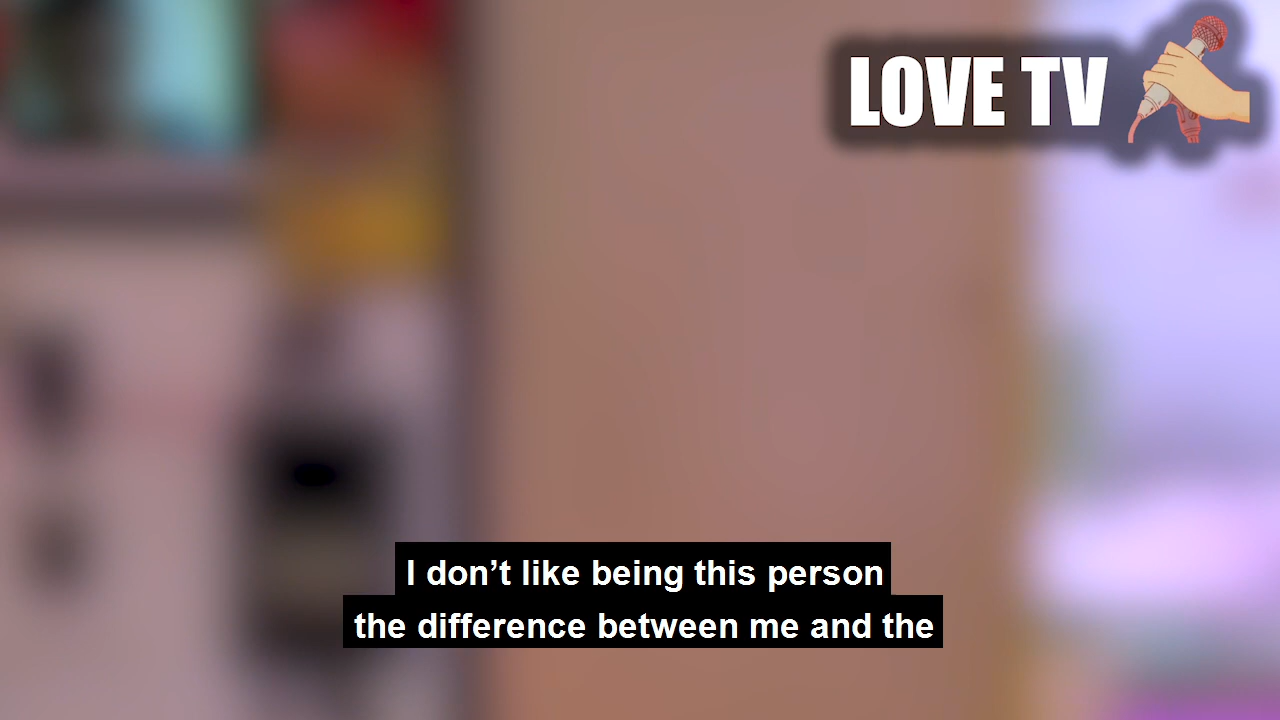 LOVE TV
I don’t like being this person
the difference between me and the